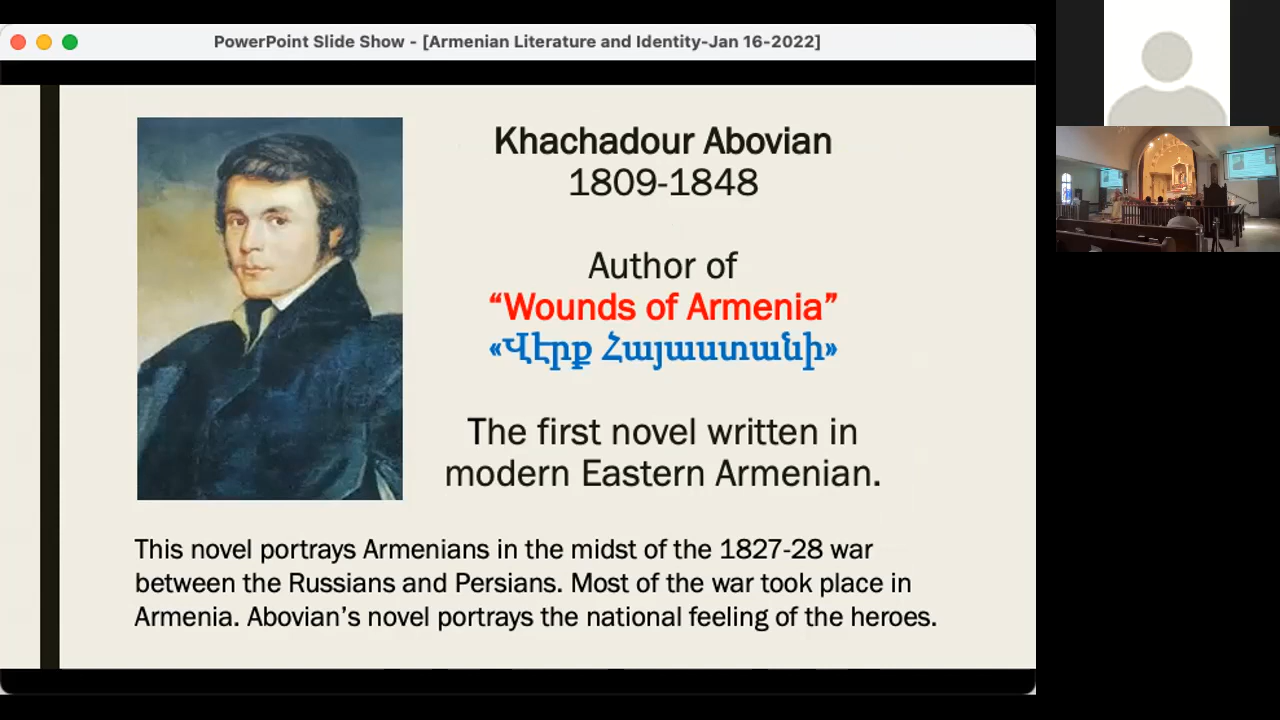 PowerPoint Slide Show - [Armenian Literature and Identity-Jan 16-2022]
Khachadour Abovian
1809-1848
Author of
“Wounds of Armenia”
«Վէրք Հայաստանի»
The first novel written in
modern Eastern Armenian.
This novel portrays Armenians in the midst of the 1827-28 war
between the Russians and Persians. Most of the war took place in
Armenia. Abovian’s novel portrays the national feeling of the heroes.